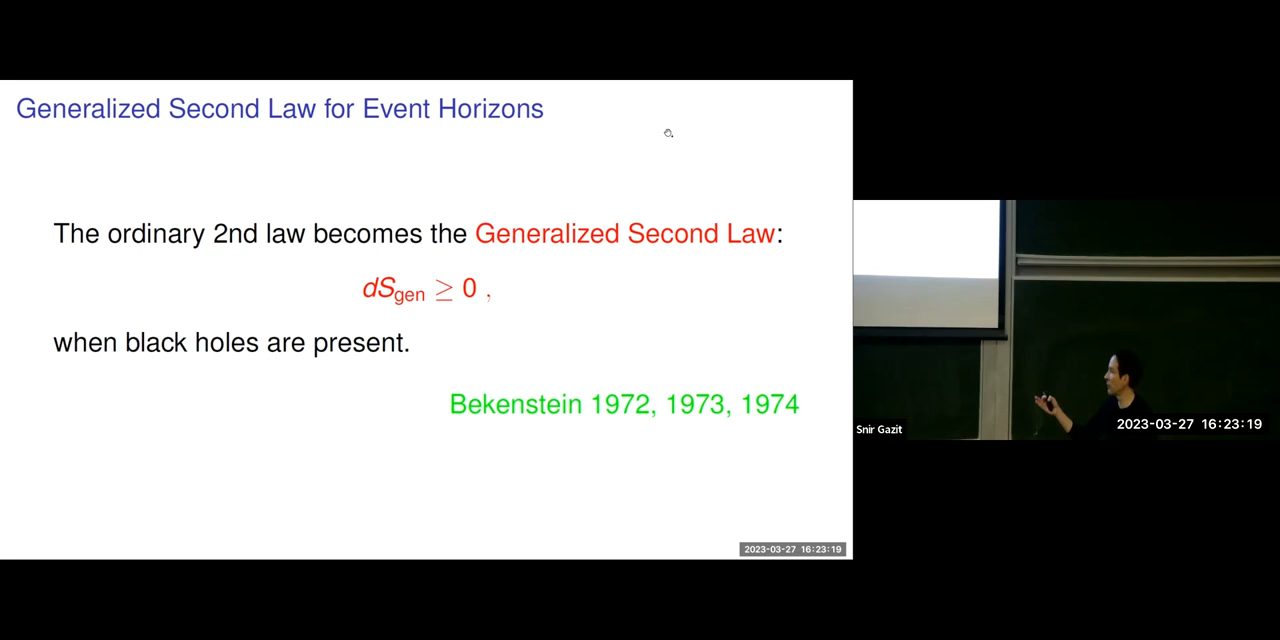 Generalized Second Law for Event Horizons
The ordinary 2nd law becomes the Generalized Second Law:
dS_gen ≥ 0 ,
when black holes are present.
Bekenstein 1972, 1973, 1974
Snir Gazit
2023-03-27 16:23:19
2023-03-27 16:23:19